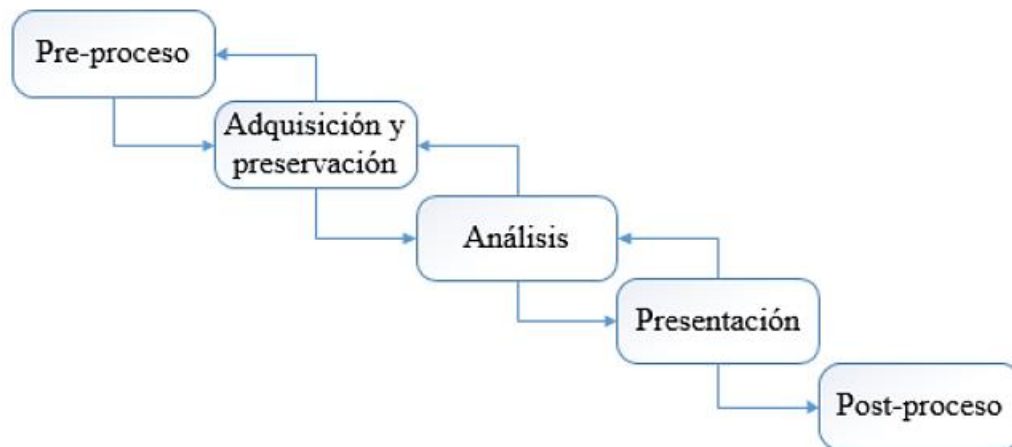 Pre-proceso
Adquisición y
preservación
Análisis
Presentación
Post-proceso